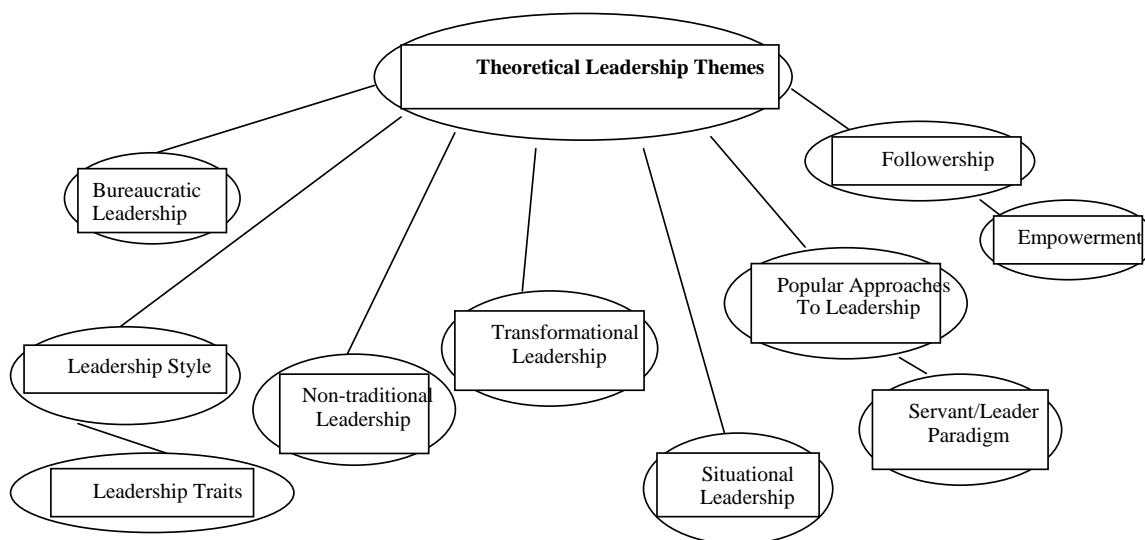 Theoretical Leadership Themes
Followership
Bureaucratic
Leadership
Empowerment
Popular Approaches
To Leadership
Transformational
Leadership
Leadership Style
Non-traditional
Leadership
Servant/Leader
Paradigm
Situational
Leadership
Leadership Traits